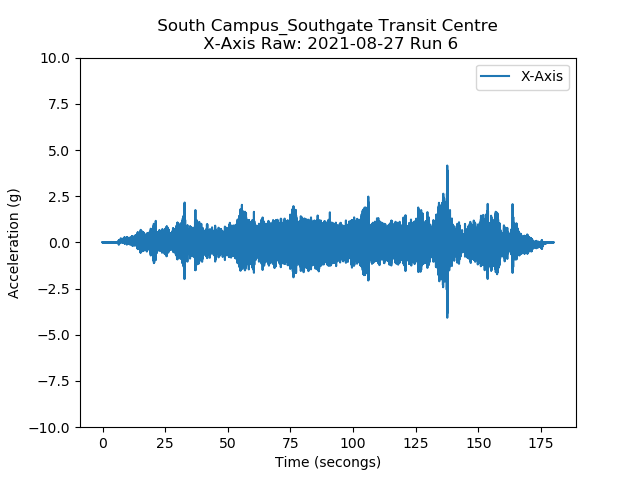 South Campus_Southgate Transit Centre
X-Axis Raw: 2021-08-27 Run 6
X-Axis
10.0
7.5
5.0
2.5
0.0
−2.5
−5.0
−7.5
−10.0
Acceleration (g)
0 25 50 75 100 125 150 175
Time (secongs)